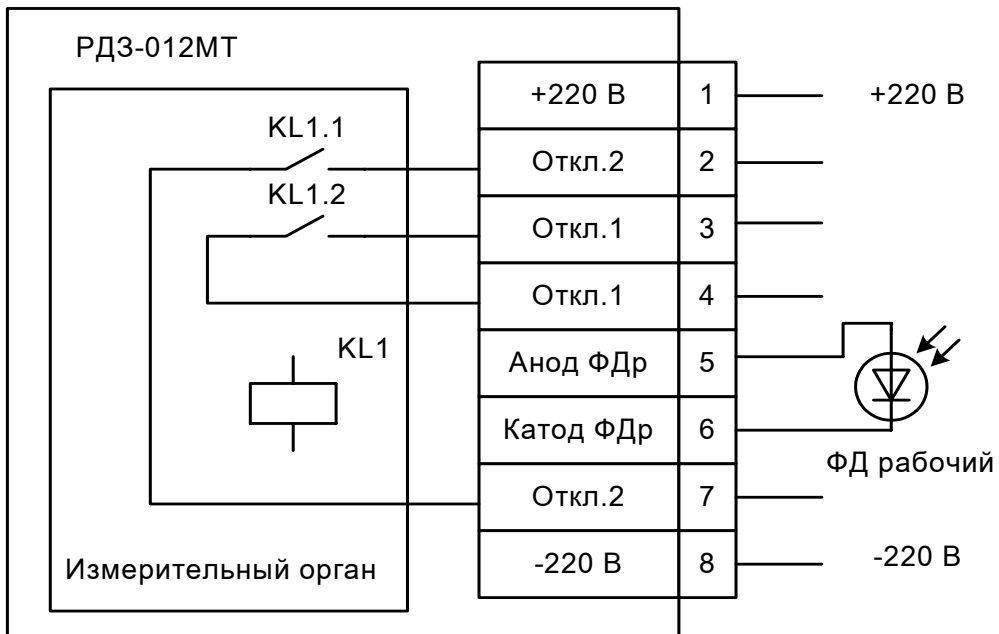 РДЗ-012МТ
+220 В 1 +220 В
KL1.1
Откл.2 2
KL1.2
Откл.1 3
Откл.1 4
KL1
Анод ФДр 5
Катод ФДр 6
ФД рабочий
Откл.2 7
Измерительный орган
-220 В 8 -220 В